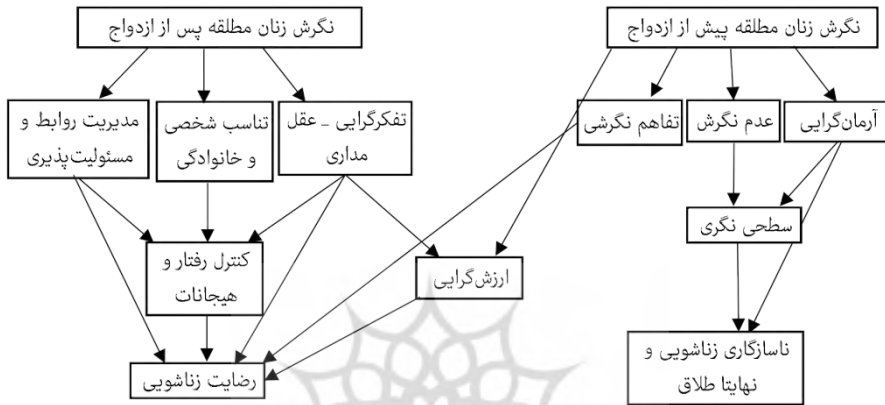 نگرش زنان مطلقه پیش از ازدواج
آرمان‌گرایی
عدم نگرش
تفاهم نگرشی
سطحی نگری
ناسازگاری زناشویی و
نهایتا طلاق
نگرش زنان مطلقه پس از ازدواج
تفکرگرایی - عقل
مداری
تناسب شخصی
و خانوادگی
مدیریت روابط و
مسئولیت‌پذیری
ارزش‌گرایی
کنترل رفتار و
هیجانات
رضایت زناشویی